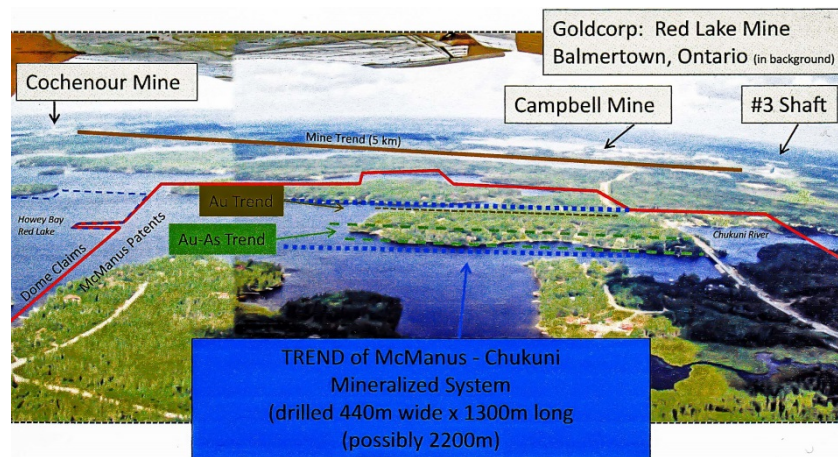 Goldcorp: Red Lake Mine
Balmertown, Ontario (in background)
Cochenour Mine
Campbell Mine
#3 Shaft
Mine Trend (5 km)
Au Trend
Howey Bay
Red Lake
Au-As Trend
Chukuni River
Dome Claims
McManus Patents
TREND of McManus - Chukuni
Mineralized System
(drilled 440m wide x 1300m long
(possibly 2200m)